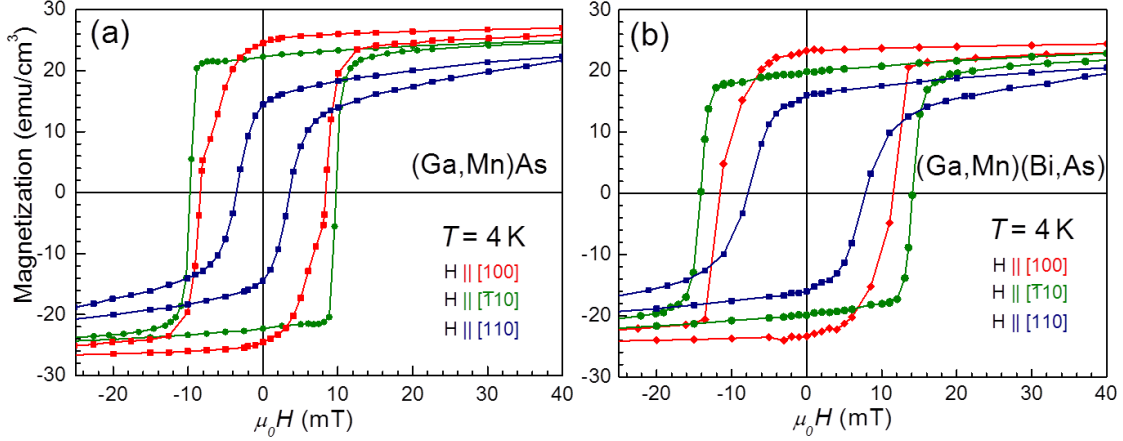 (a)
(b)
Magnetization (emu/cm³)
30
20
10
0
-10
-20
-30
-20 -10 0 10 20 30 40
μ₀H (mT)
(Ga,Mn)As
T = 4 K
H || [100]
H || [1̅10]
H || [110]
30
20
10
0
-10
-20
-30
-20 -10 0 10 20 30 40
μ₀H (mT)
(Ga,Mn)(Bi,As)
T = 4 K
H || [100]
H || [1̅10]
H || [110]